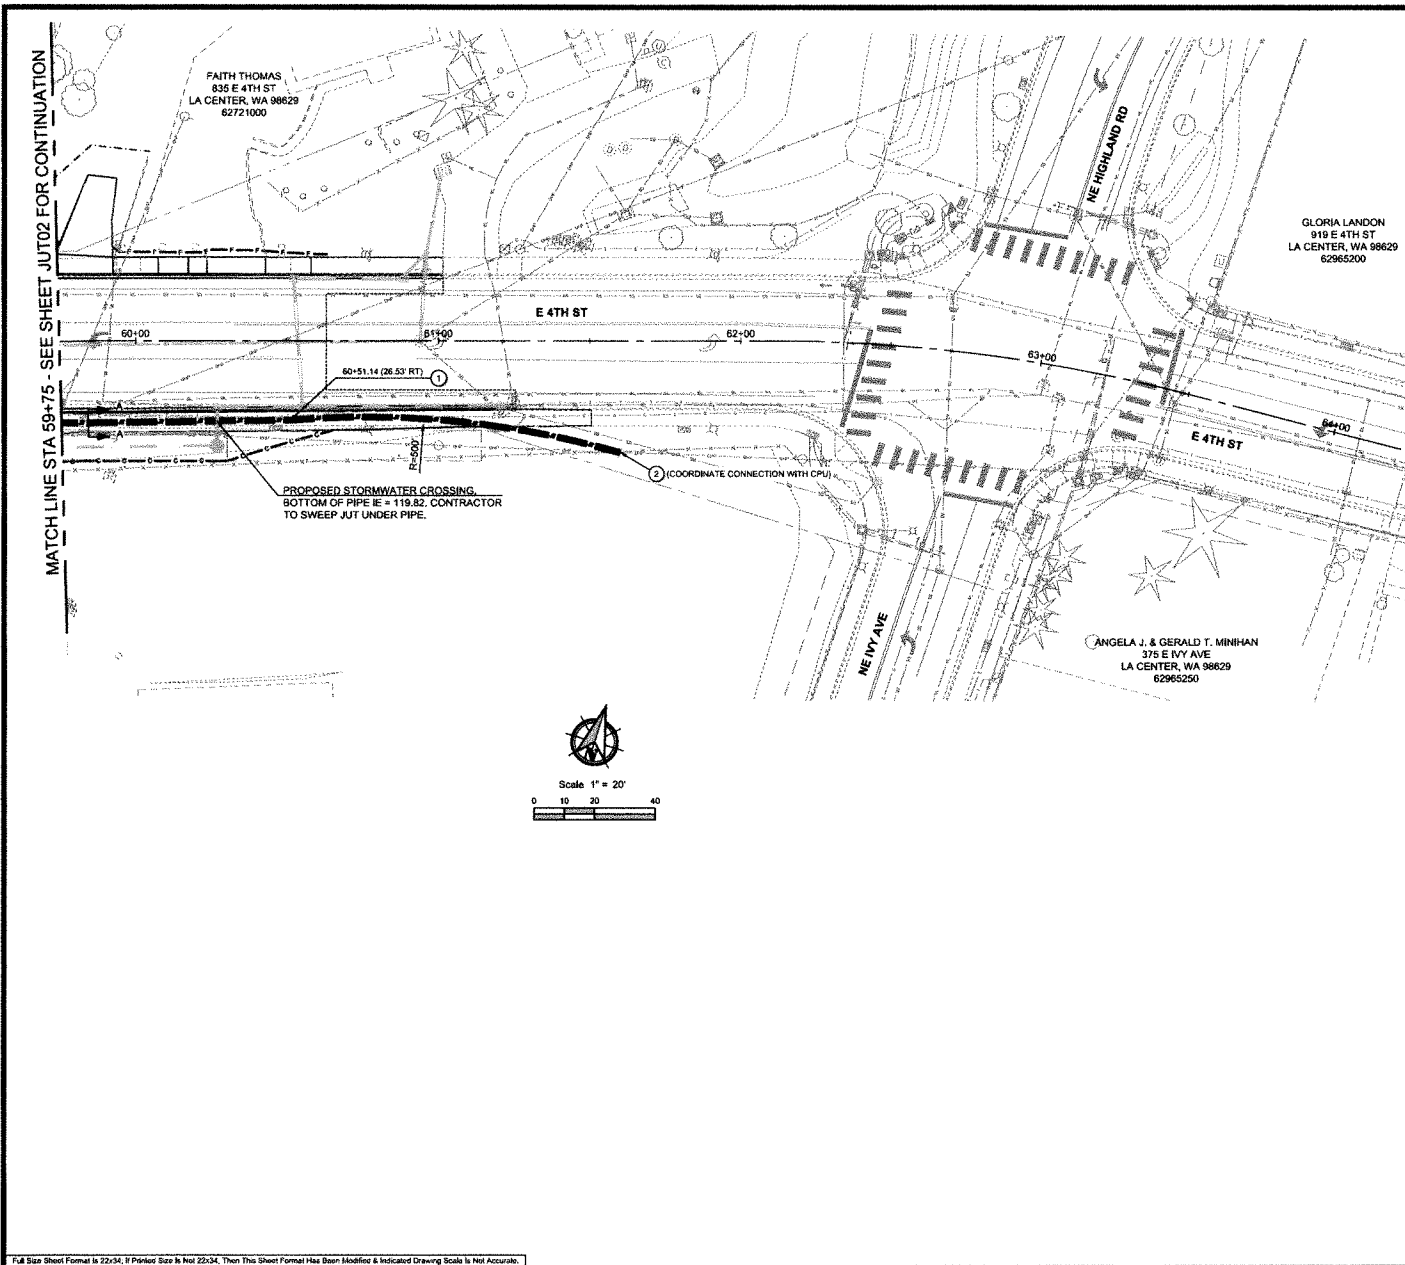 MATCH LINE STA 59+75 - SEE SHEET JUT02 FOR CONTINUATION
FAITH THOMAS
835 E 4TH ST
LA CENTER, WA 98629
62721000
NE HIGHLAND RD
GLORIA LANDON
919 E 4TH ST
LA CENTER, WA 98629
62965200
E 4TH ST
60+00
61+00
62+00
63+00
64+00
E 4TH ST
60+51.14 (26.53' RT)
1
A
A
R=500'
2
(COORDINATE CONNECTION WITH CPU)
PROPOSED STORMWATER CROSSING.
BOTTOM OF PIPE IE = 119.82. CONTRACTOR
TO SWEEP JUT UNDER PIPE.
NE IVY AVE
ANGELA J. & GERALD T. MINIHAN
375 E IVY AVE
LA CENTER, WA 98629
62965250
N
Scale 1" = 20'
0 10 20 40
Full Size Sheet Format Is 22x34; If Printed Size Is Not 22x34, Then This Sheet Format Has Been Modified & Indicated Drawing Scale Is Not Accurate.